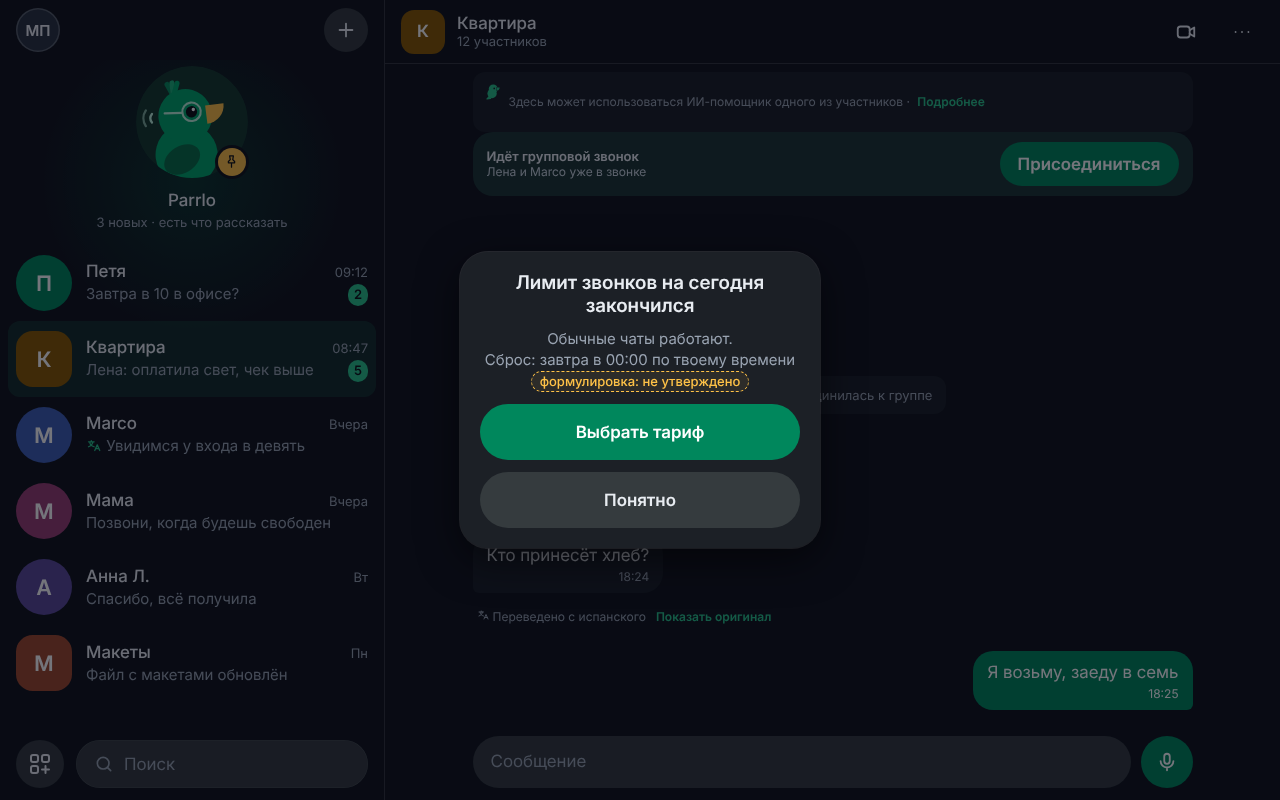 МП
Parrlo
3 новых · есть что рассказать
Петя
09:12
Завтра в 10 в офисе?
2
П
Квартира
08:47
Лена: оплатила свет, чек выше
5
К
Marco
Вчера
Увидимся у входа в девять
M
Мама
Вчера
Позвони, когда будешь свободен
М
Анна Л.
Вт
Спасибо, всё получила
А
Макеты
Пн
Файл с макетами обновлён
М
Поиск
К
Квартира
12 участников
Здесь может использоваться ИИ-помощник одного из участников · Подробнее
Идёт групповой звонок
Лена и Marco уже в звонке
Присоединиться
Лимит звонков на сегодня
закончился
Обычные чаты работают.
Сброс: завтра в 00:00 по твоему времени
формулировка: не утверждено
Выбрать тариф
Понятно
к группе
Кто принесёт хлеб?
18:24
Переведено с испанского Показать оригинал
Я возьму, заеду в семь
18:25
Сообщение